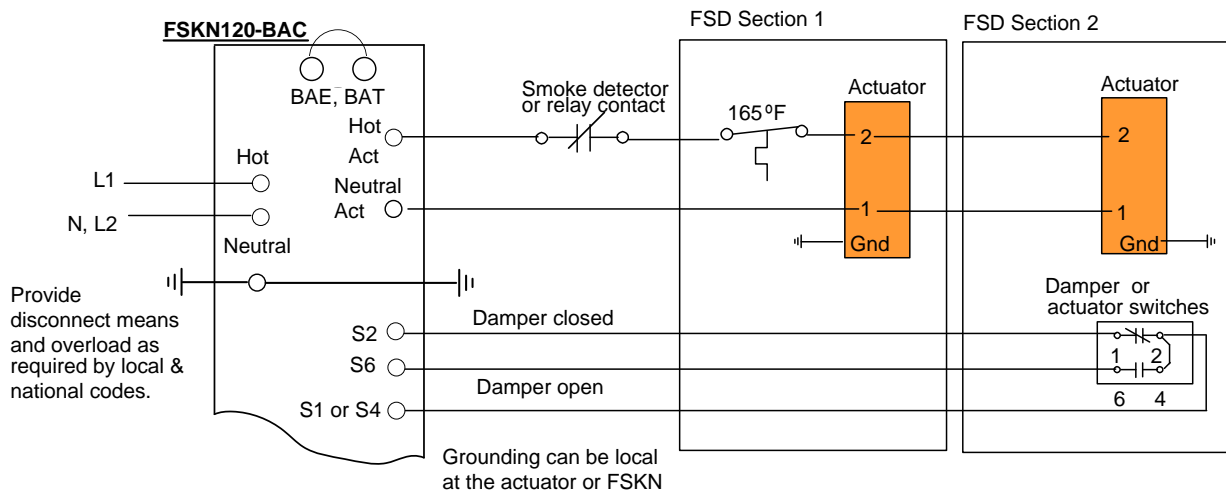 FSKN120-BAC
BAE, BAT
Hot
Act
Hot
Neutral
Act
L1
N, L2
Neutral
Provide
disconnect means
and overload as
required by local &
national codes.
S2
S6
S1 or S4
Smoke detector
or relay contact
Damper closed
Damper open
Grounding can be local
at the actuator or FSKN
FSD Section 1
165ºF
Actuator
2
1
Gnd
FSD Section 2
Actuator
2
1
Gnd
Damper or
actuator switches
1 2
6 4